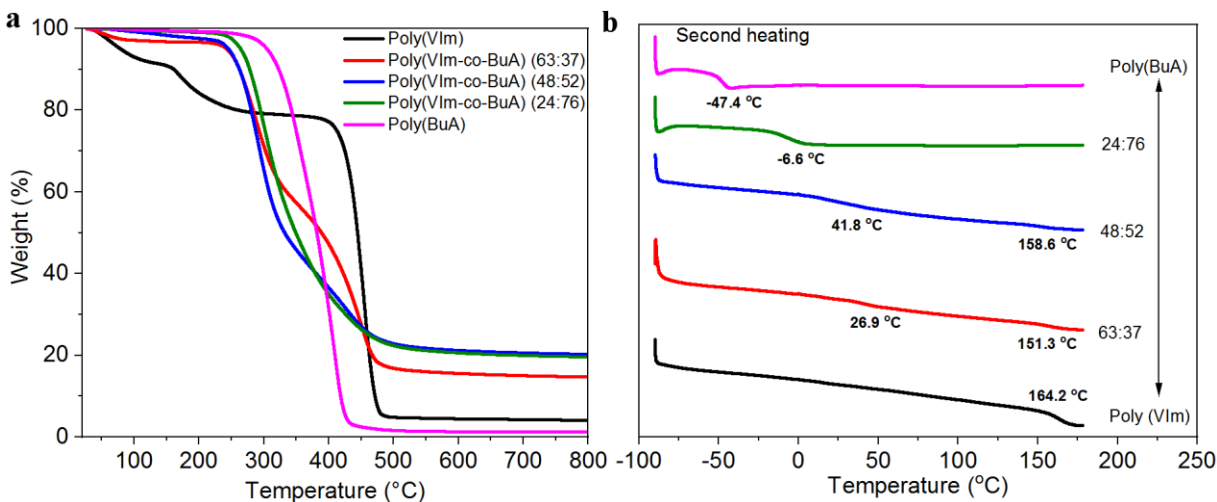 a
100
80
60
40
20
0
Weight (%)
100 200 300 400 500 600 700 800
Temperature (°C)
Poly(VIm)
Poly(VIm-co-BuA) (63:37)
Poly(VIm-co-BuA) (48:52)
Poly(VIm-co-BuA) (24:76)
Poly(BuA)
b
Second heating
Poly(BuA)
-47.4 °C
24:76
-6.6 °C
48:52
41.8 °C
158.6 °C
63:37
26.9 °C
151.3 °C
164.2 °C
Poly (VIm)
-100 -50 0 50 100 150 200 250
Temperature (°C)